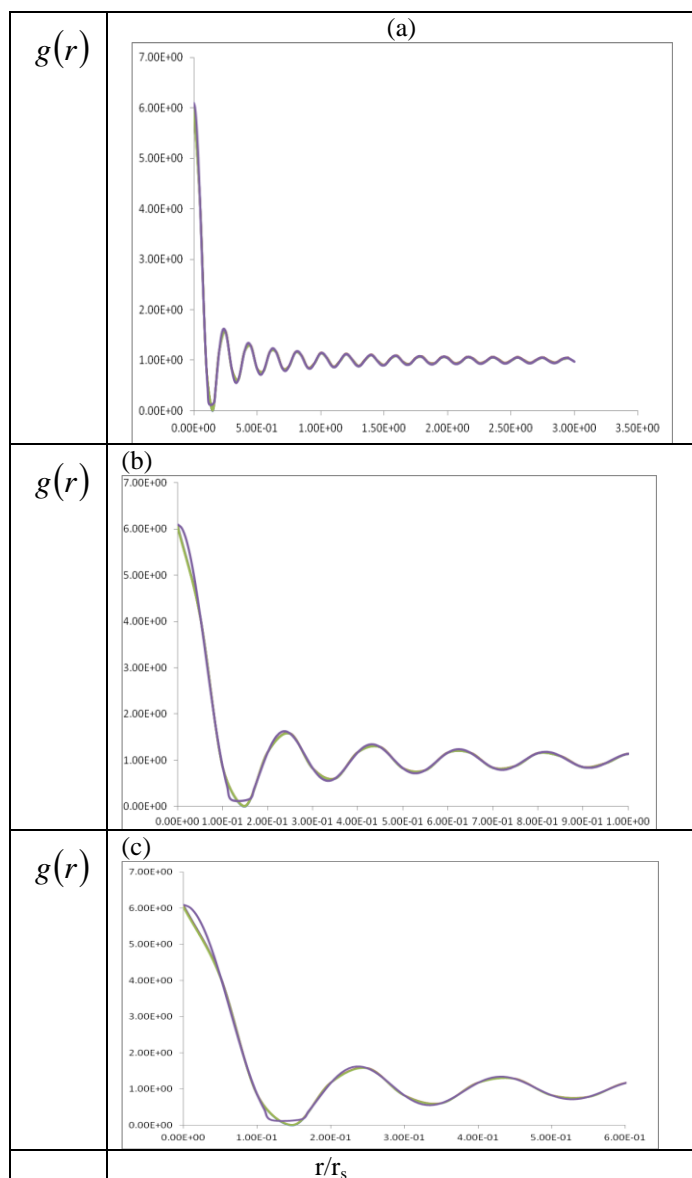 g(r)
(a)
7.00E+00
6.00E+00
5.00E+00
4.00E+00
3.00E+00
2.00E+00
1.00E+00
0.00E+00
0.00E+00 5.00E-01 1.00E+00 1.50E+00 2.00E+00 2.50E+00 3.00E+00 3.50E+00
g(r)
(b)
7.00E+00
6.00E+00
5.00E+00
4.00E+00
3.00E+00
2.00E+00
1.00E+00
0.00E+00
0.00E+00 1.00E-01 2.00E-01 3.00E-01 4.00E-01 5.00E-01 6.00E-01 7.00E-01 8.00E-01 9.00E-01 1.00E+00
g(r)
(c)
7.00E+00
6.00E+00
5.00E+00
4.00E+00
3.00E+00
2.00E+00
1.00E+00
0.00E+00
0.00E+00 1.00E-01 2.00E-01 3.00E-01 4.00E-01 5.00E-01 6.00E-01
r/rₛ